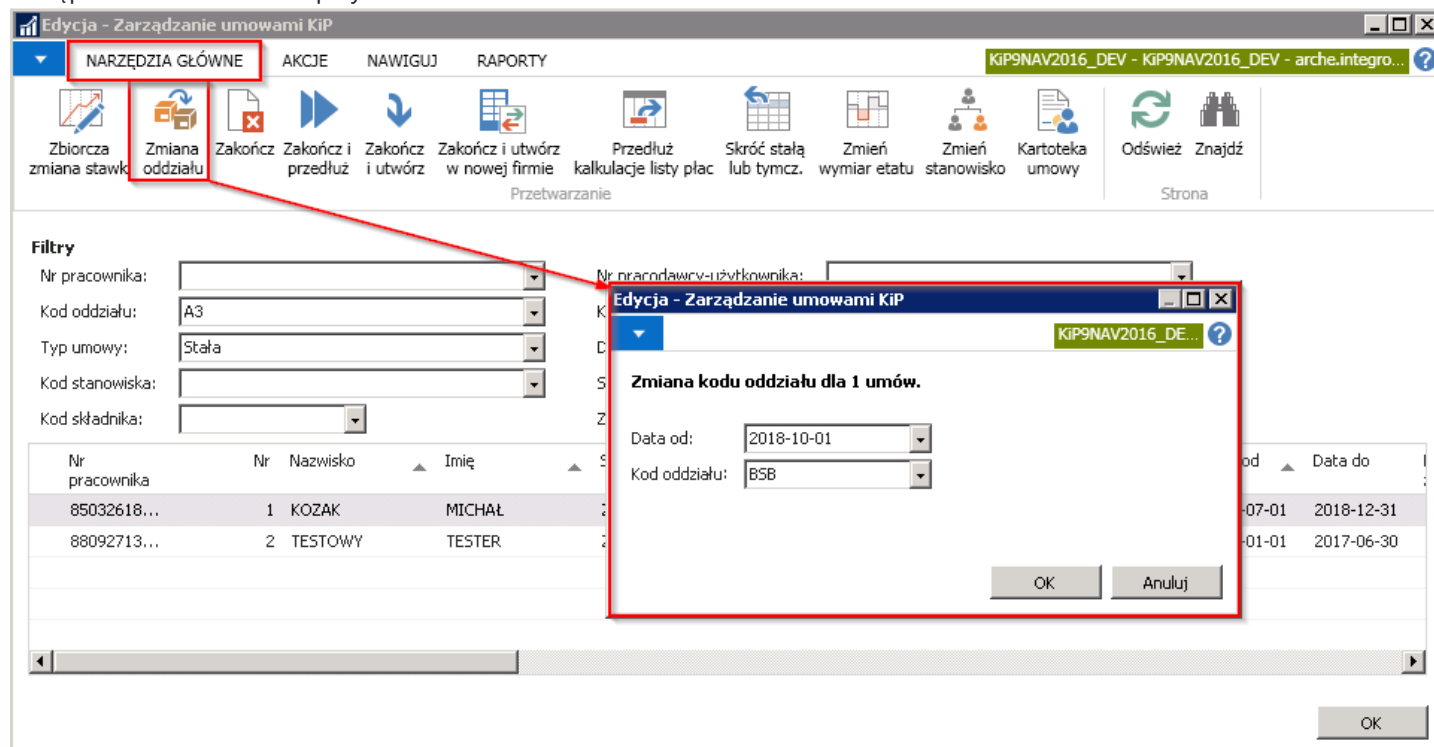 Edycja - Zarządzanie umowami KiP
NARZĘDZIA GŁÓWNE AKCJE NAWIGUJ RAPORTY KiP9NAV2016_DEV - KiP9NAV2016_DEV - arche.integro...
Zbiorcza zmiana stawk
Zmiana oddziału
Zakończ
Zakończ i przedłuż
Zakończ i utwórz
Zakończ i utwórz w nowej firmie
Przedłuż kalkulacje listy płac
Skróć stałą lub tymcz.
Zmień wymiar etatu
Zmień stanowisko
Kartoteka umowy
Odśwież
Znajdź
Przetwarzanie
Strona
Filtry
Nr pracownika:
Nr pracodawcy-użytkownika:
Kod oddziału: A3
Typ umowy: Stała
Kod stanowiska:
Kod składnika:
Edycja - Zarządzanie umowami KiP
KiP9NAV2016_DE...
Zmiana kodu oddziału dla 1 umów.
Data od: 2018-10-01
Kod oddziału: BSB
OK Anuluj
Nr pracownika Nr Nazwisko Imię od Data do
85032618... 1 KOZAK MICHAŁ -07-01 2018-12-31
88092713... 2 TESTOWY TESTER -01-01 2017-06-30
OK